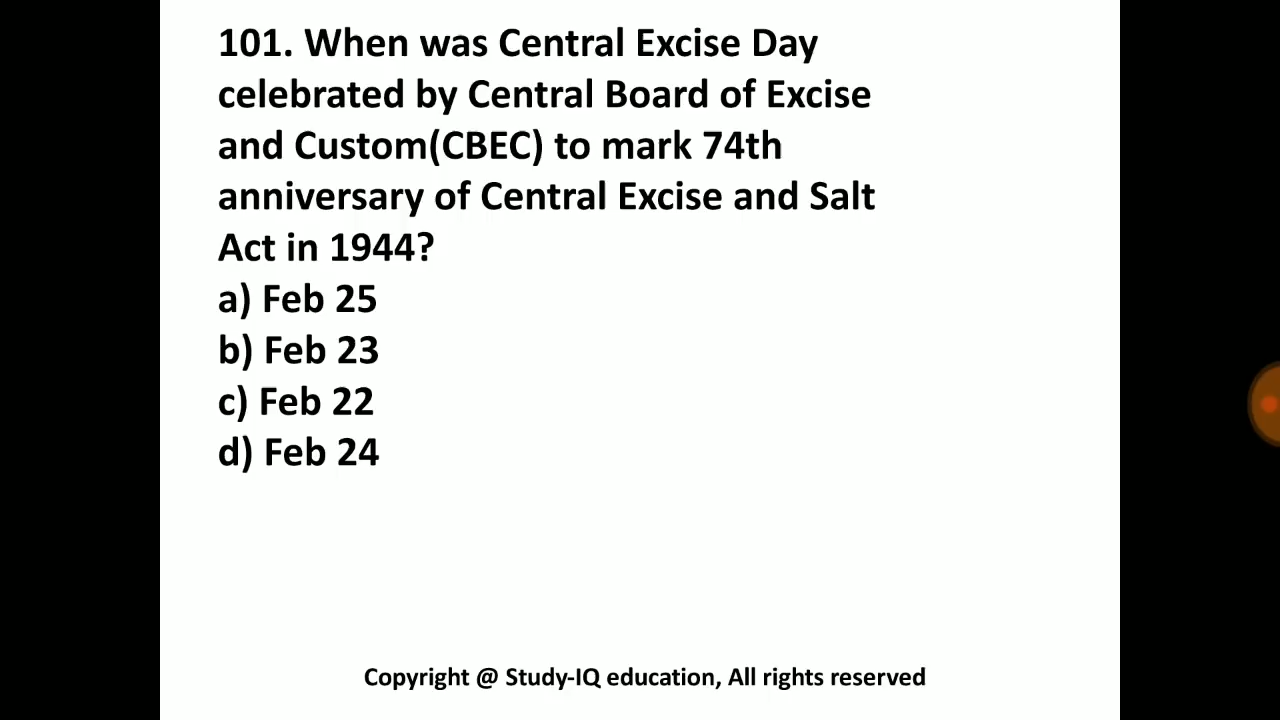 101. When was Central Excise Day
celebrated by Central Board of Excise
and Custom(CBEC) to mark 74th
anniversary of Central Excise and Salt
Act in 1944?
a) Feb 25
b) Feb 23
c) Feb 22
d) Feb 24
Copyright @ Study-IQ education, All rights reserved